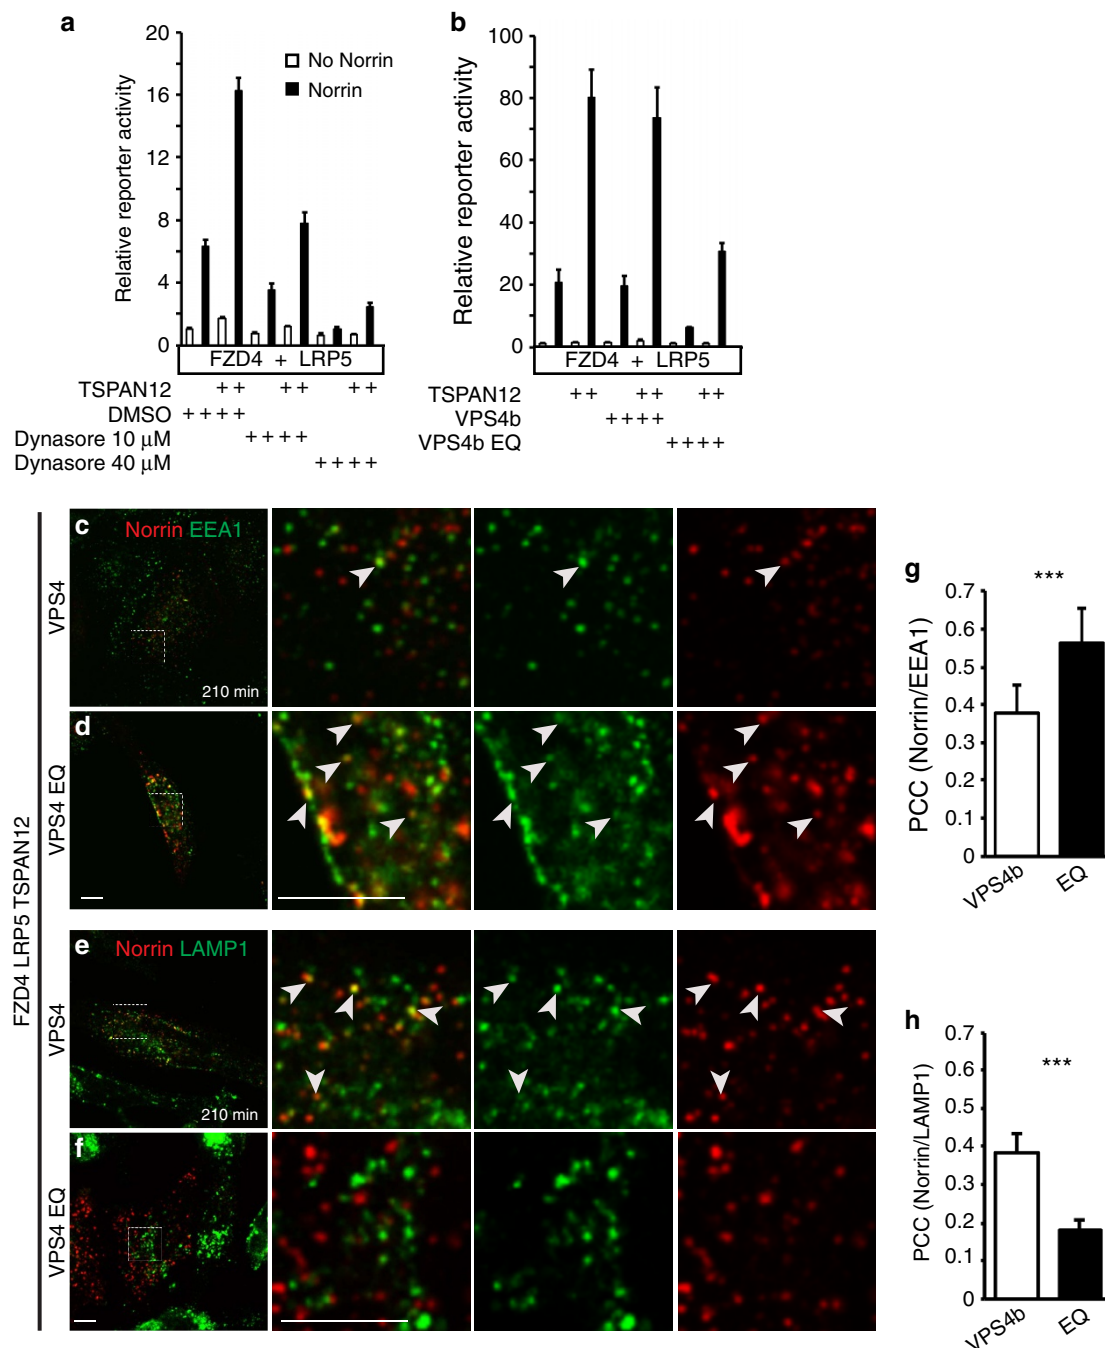 a
20
16
12
8
4
0
Relative reporter activity
No Norrin
Norrin
FZD4 + LRP5
TSPAN12 ++ ++ ++
DMSO ++++
Dynasore 10 µM ++++
Dynasore 40 µM ++++
b
100
80
60
40
20
0
Relative reporter activity
FZD4 + LRP5
TSPAN12 ++ ++ ++
VPS4b ++++
VPS4b EQ ++++
FZD4 LRP5 TSPAN12
VPS4
c
Norrin EEA1
210 min
VPS4 EQ
d
VPS4
e
Norrin LAMP1
210 min
VPS4 EQ
f
g
***
0.7
0.6
0.5
0.4
0.3
0.2
0.1
0
PCC (Norrin/EEA1)
VPS4b
EQ
h
***
0.7
0.6
0.5
0.4
0.3
0.2
0.1
0
PCC (Norrin/LAMP1)
VPS4b
EQ